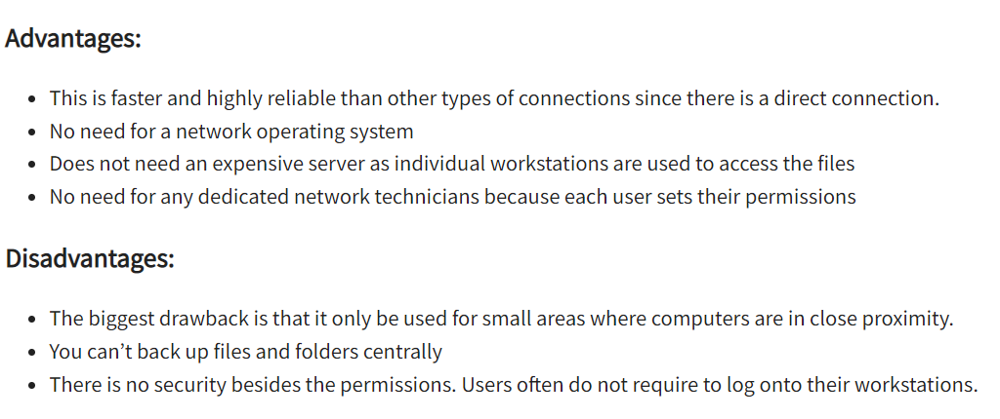 Advantages:
• This is faster and highly reliable than other types of connections since there is a direct connection.
• No need for a network operating system
• Does not need an expensive server as individual workstations are used to access the files
• No need for any dedicated network technicians because each user sets their permissions
Disadvantages:
• The biggest drawback is that it only be used for small areas where computers are in close proximity.
• You can’t back up files and folders centrally
• There is no security besides the permissions. Users often do not require to log onto their workstations.